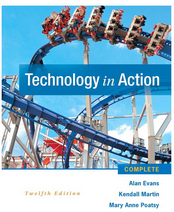 Technology in Action
COMPLETE
Alan Evans
Kendall Martin
Mary Anne Poatsy
Twelfth Edition